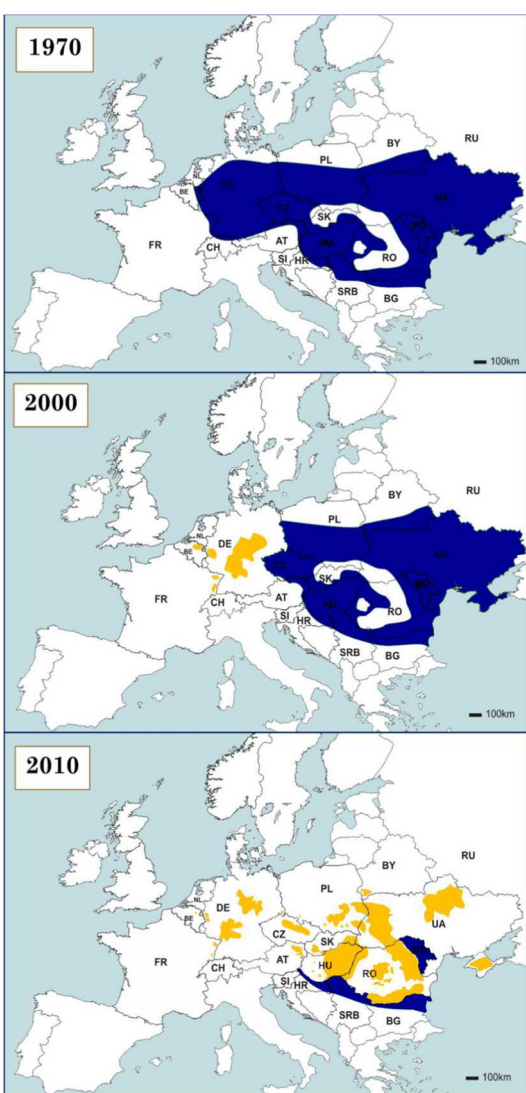 1970
RU
BY
PL
NL
DE
BE
UA
CZ
SK
MD
FR
HU
AT
CH
RO
SI
HR
SRB
BG
100km
2000
RU
BY
PL
NL
DE
BE
UA
CZ
SK
MD
FR
HU
AT
CH
RO
SI
HR
SRB
BG
100km
2010
RU
BY
PL
NL
DE
BE
UA
CZ
SK
FR
HU
AT
CH
RO
SI
HR
SRB
BG
100km